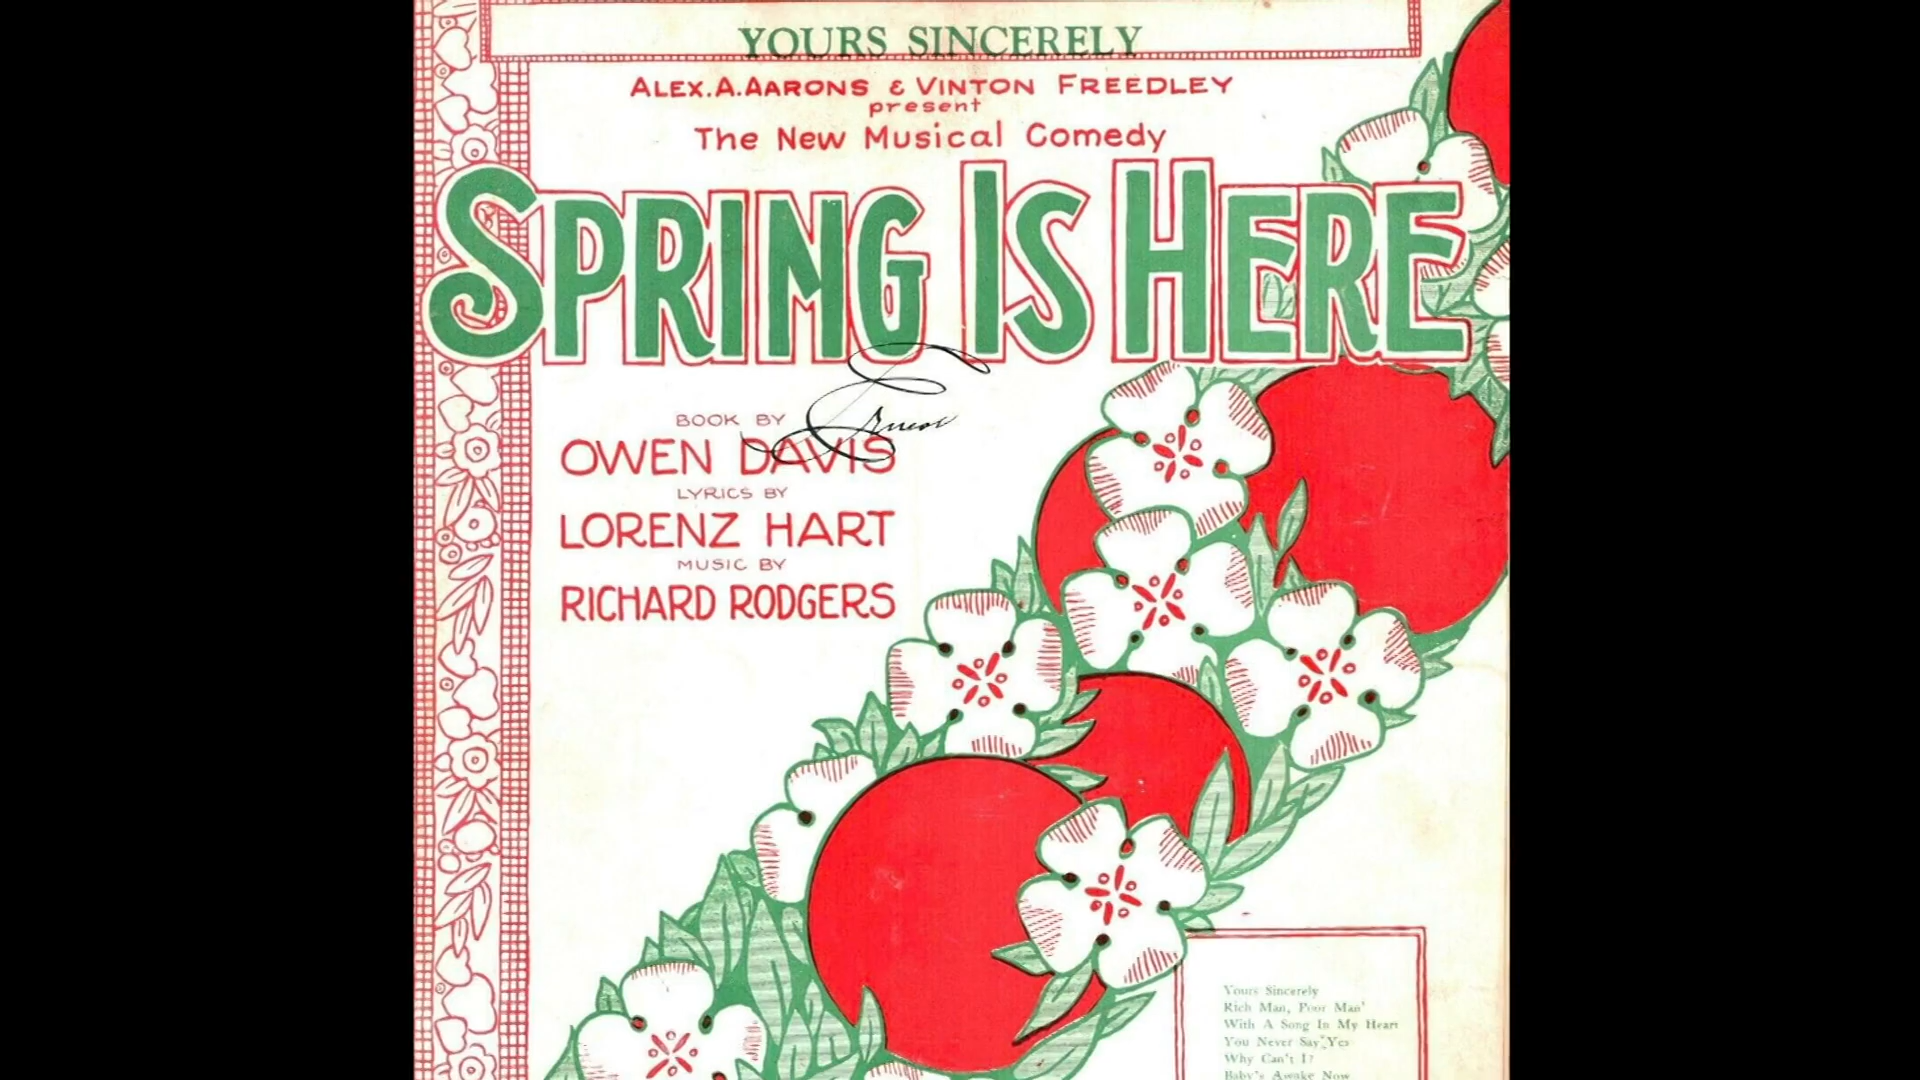 YOURS SINCERELY
ALEX.A.AARONS & VINTON FREEDLEY
present
The New Musical Comedy
SPRING IS HERE
BOOK BY
OWEN DAVIS
LYRICS BY
LORENZ HART
MUSIC BY
RICHARD RODGERS
Yours Sincerely
Rich Man, Poor Man'
With A Song In My Heart
You Never Say Yes
Why Can't I?
Baby's Awake Now